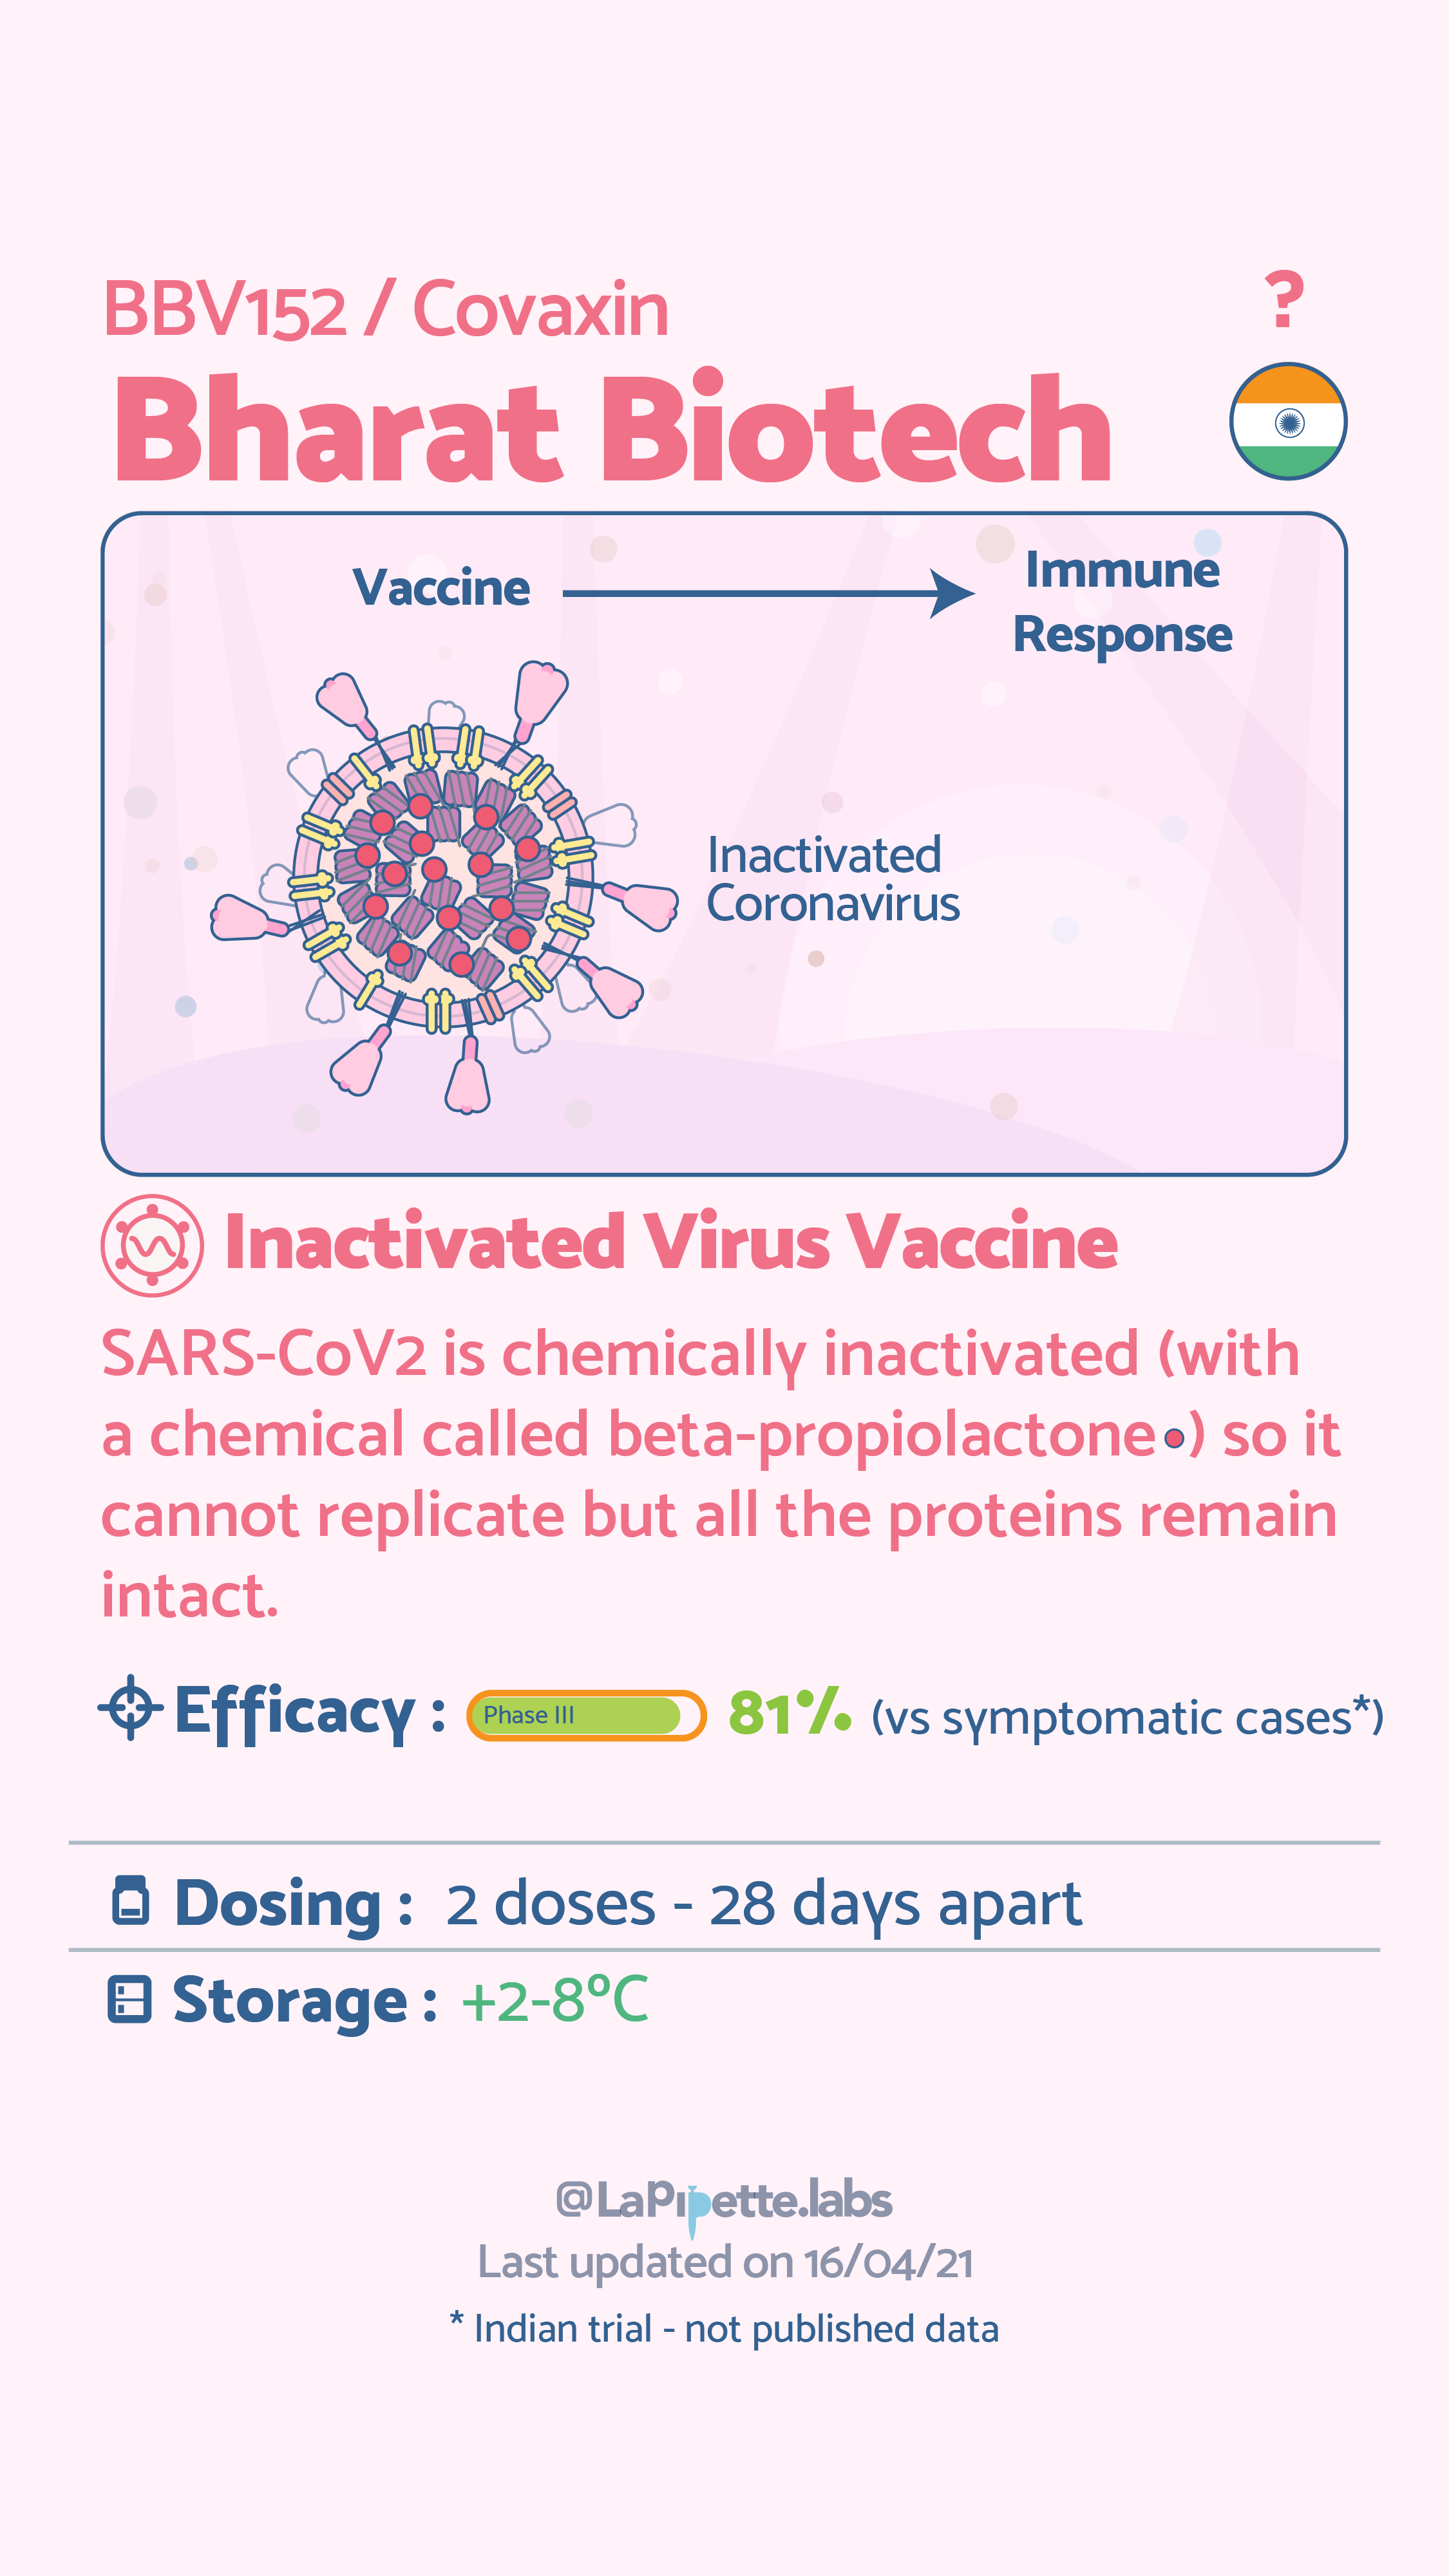 BBV152 / Covaxin
?
Bharat Biotech
Vaccine
Immune
Response
Inactivated
Coronavirus
Inactivated Virus Vaccine
SARS-CoV2 is chemically inactivated (with
a chemical called beta-propiolactone ) so it
cannot replicate but all the proteins remain
intact.
Efficacy : Phase III 81% (vs symptomatic cases*)
Dosing : 2 doses - 28 days apart
Storage : +2-8ºC
@LaPipette.labs
Last updated on 16/04/21
* Indian trial - not published data